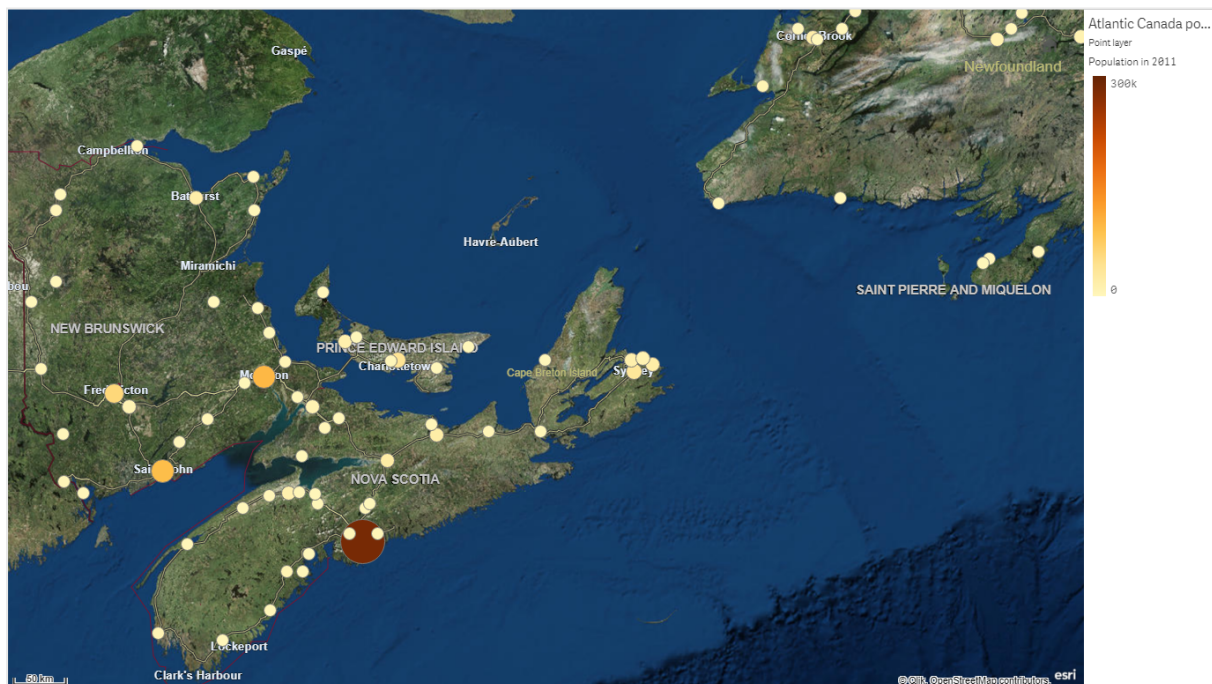 Gaspé
Corner Brook
Newfoundland
Campbellton
Bathurst
Havre-Aubert
Miramichi
bou
SAINT PIERRE AND MIQUELON
NEW BRUNSWICK
PRINCE EDWARD ISLAND
Charlottetown
Cape Breton Island
Sydney
Moncton
Fredericton
Saint John
NOVA SCOTIA
Lockeport
Clark's Harbour
50 km
© Qlik, OpenStreetMap contributors,
esri
Atlantic Canada po...
Point layer
Population in 2011
300k
0